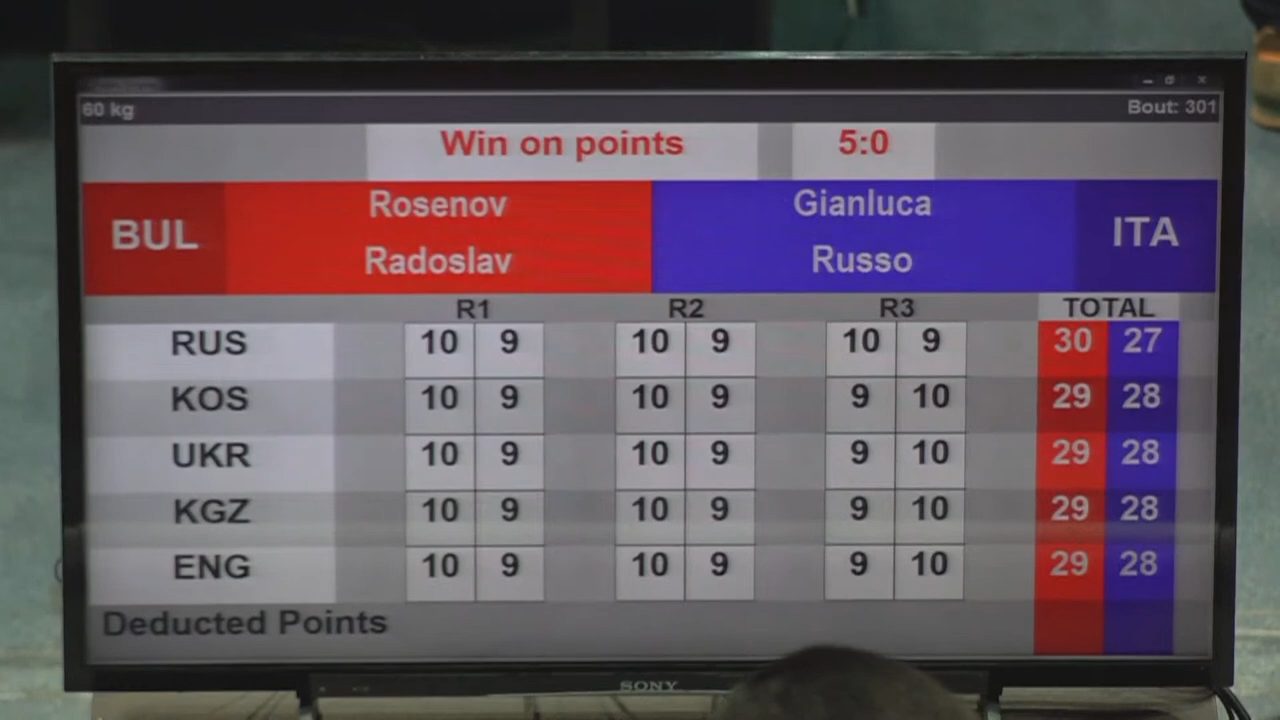 60 kg Bout: 301
Win on points 5:0
BUL Rosenov Radoslav Gianluca Russo ITA
R1 R2 R3 TOTAL
RUS 10 9 10 9 10 9 30 27
KOS 10 9 10 9 9 10 29 28
UKR 10 9 10 9 9 10 29 28
KGZ 10 9 10 9 9 10 29 28
ENG 10 9 10 9 9 10 29 28
Deducted Points
SONY